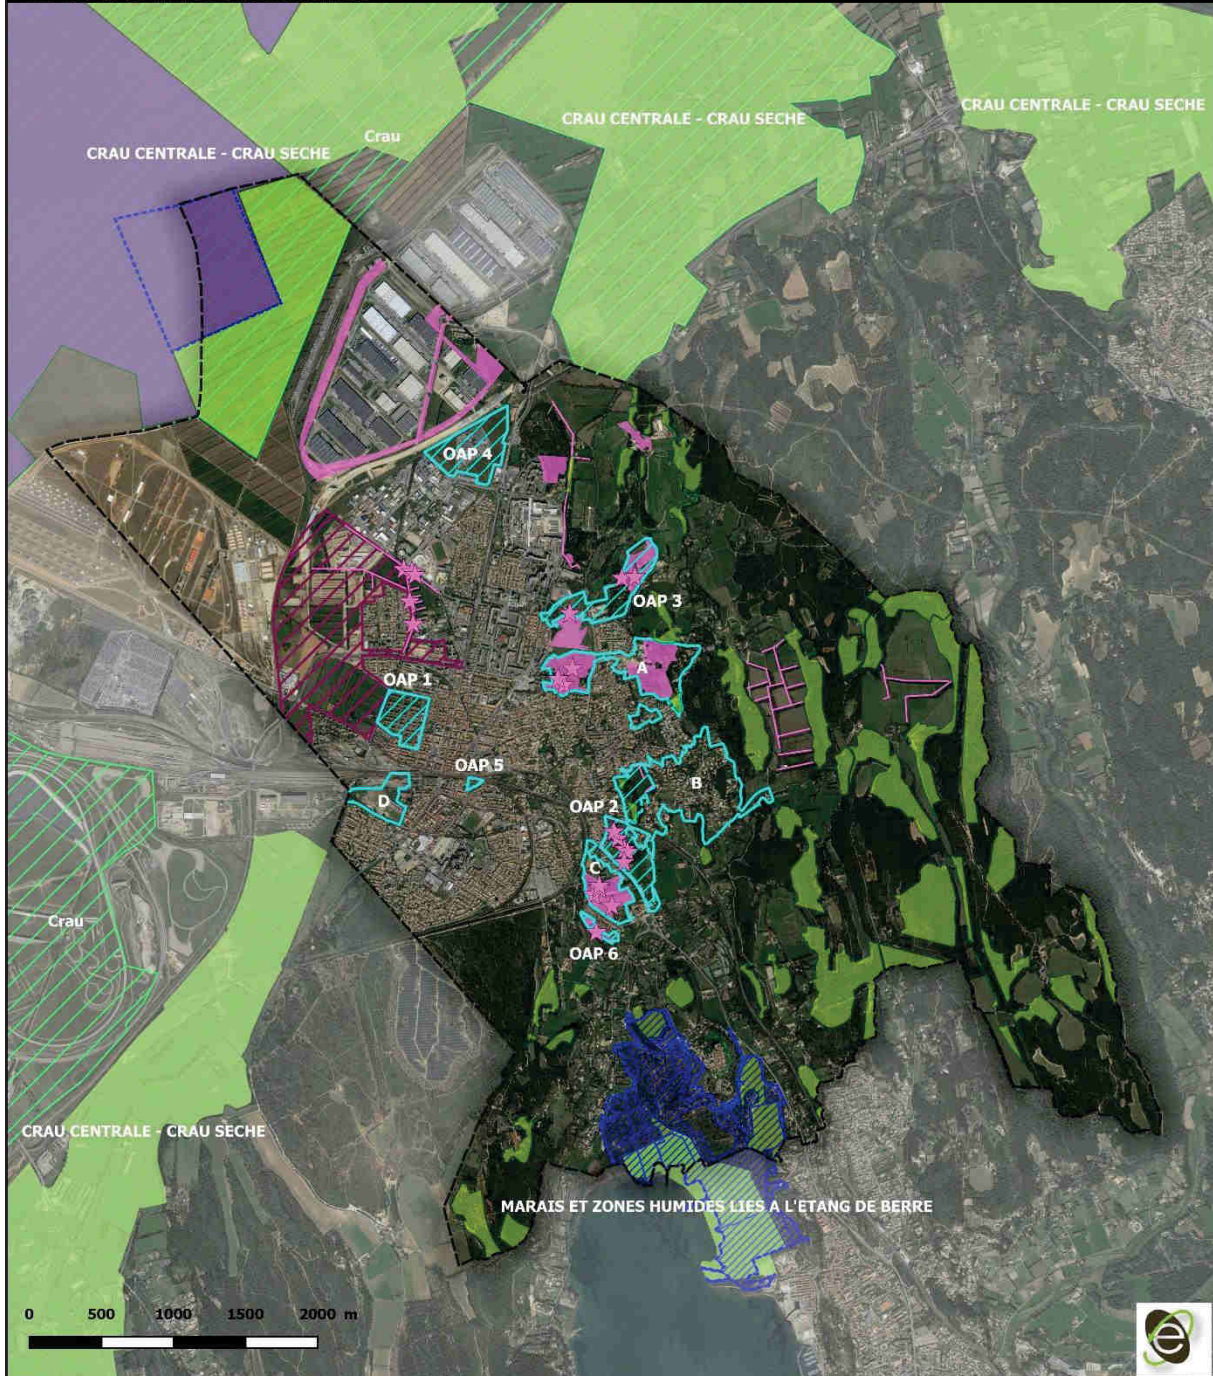 CRAU CENTRALE - CRAU SECHE
CRAU CENTRALE - CRAU SECHE
Crau
CRAU CENTRALE - CRAU SECHE
OAP 4
OAP 3
A
OAP 1
OAP 5
B
D
OAP 2
C
Crau
OAP 6
CRAU CENTRALE - CRAU SECHE
MARAIS ET ZONES HUMIDES LIES A L'ETANG DE BERRE
0 500 1000 1500 2000 m
e